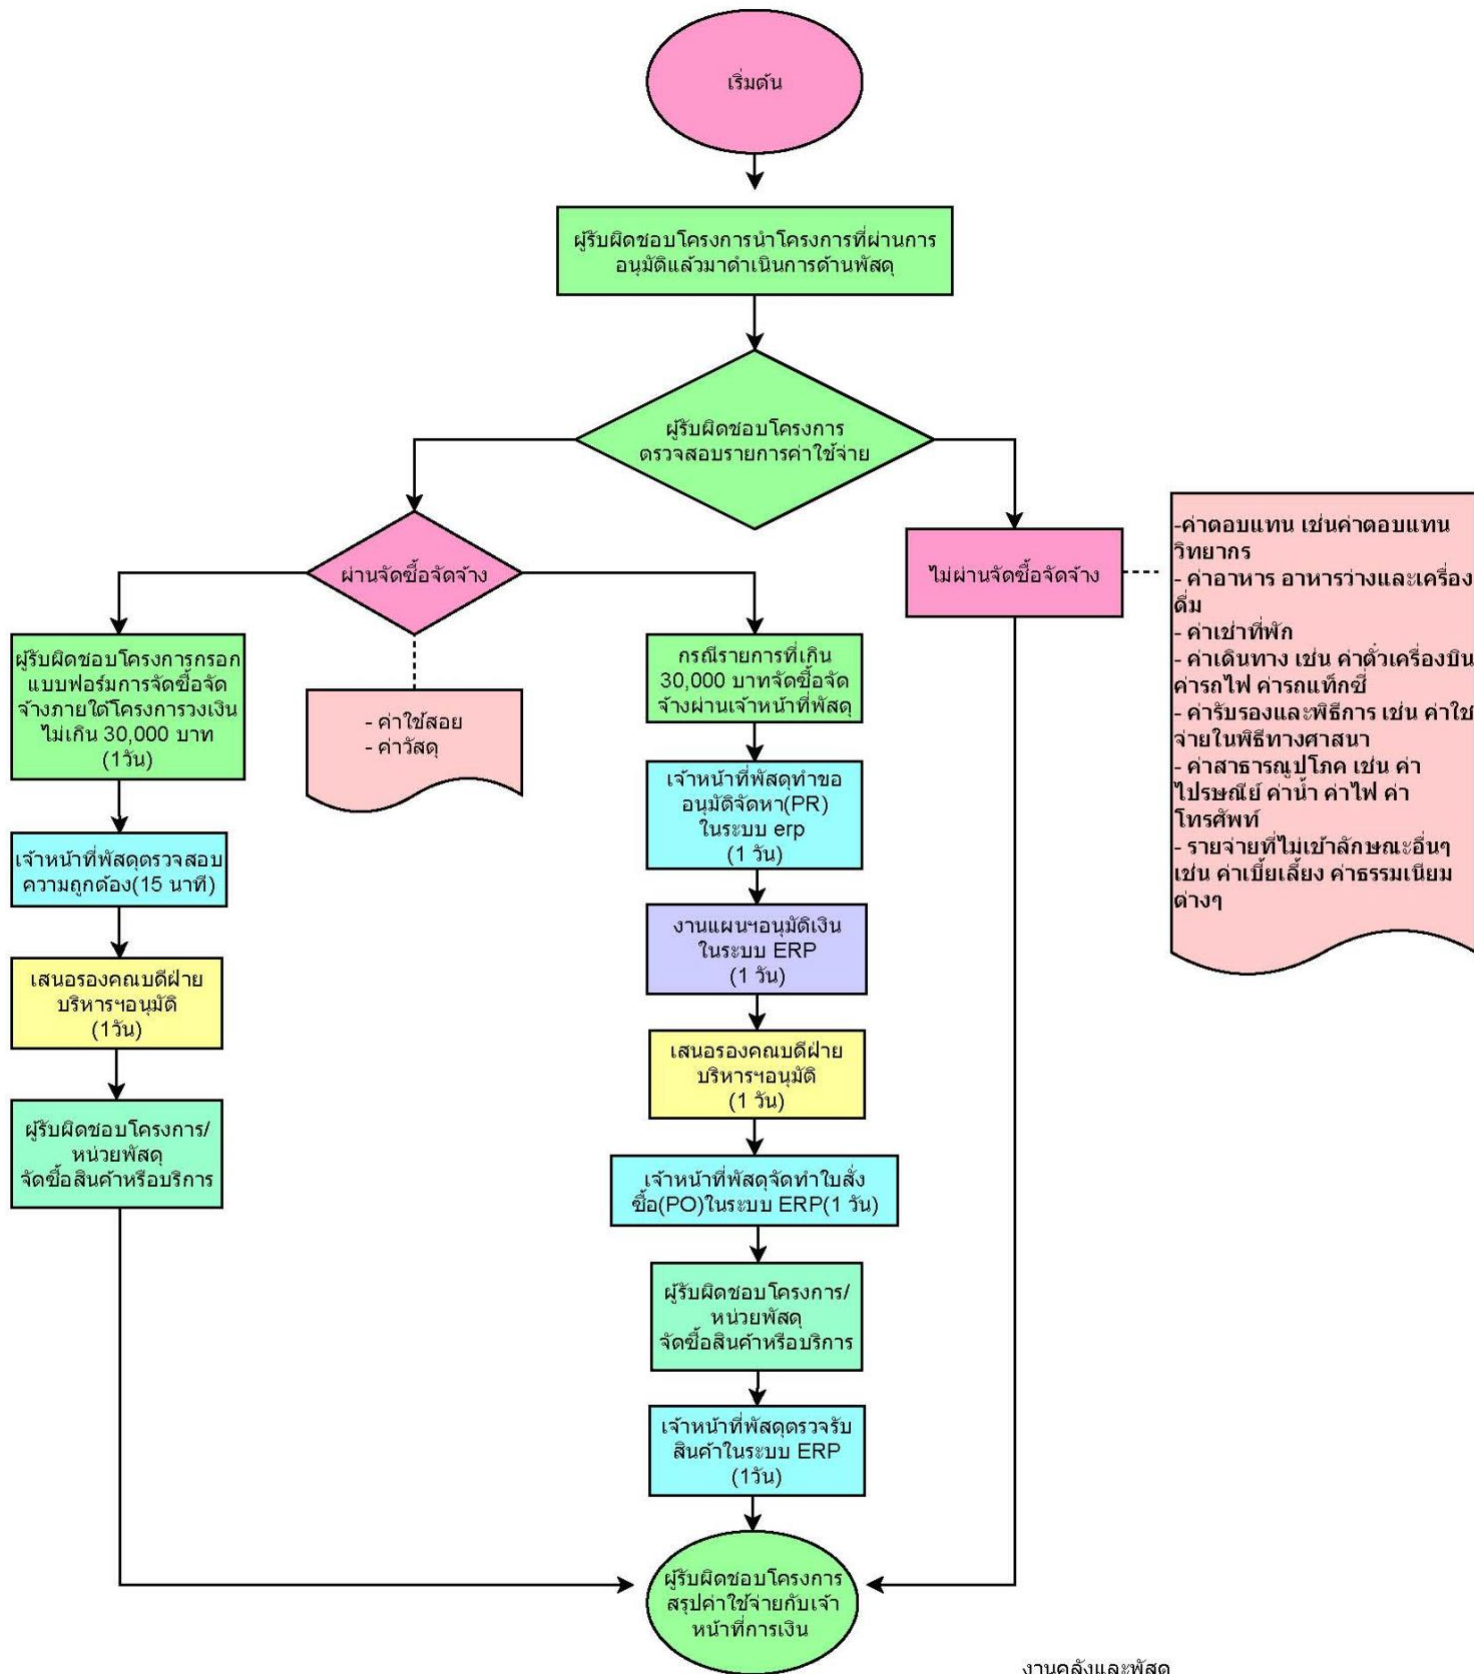 เริ่มต้น
ผู้รับผิดชอบโครงการนำโครงการที่ผ่านการ
อนุมัติแล้วมาดำเนินการด้านพัสดุ
ผู้รับผิดชอบโครงการ
ตรวจสอบรายการค่าใช้จ่าย
ผ่านจัดซื้อจัดจ้าง
ไม่ผ่านจัดซื้อจัดจ้าง
-ค่าตอบแทน เช่นค่าตอบแทน
วิทยากร
- ค่าอาหาร อาหารว่างและเครื่อง
ดื่ม
- ค่าเช่าที่พัก
- ค่าเดินทาง เช่น ค่าตั่วเครื่องบิน
ค่ารถไฟ ค่ารถแท็กซี่
- ค่ารับรองและพิธีการ เช่น ค่าใช้
จ่ายในพิธีทางศาสนา
- ค่าสาธารณูปโภค เช่น ค่า
ไปรษณีย์ ค่าน้ำ ค่าไฟ ค่า
โทรศัพท์
- รายจ่ายที่ไม่เข้าลักษณะอื่นๆ
เช่น ค่าเบี้ยเลี้ยง ค่าธรรมเนียม
ต่างๆ
- ค่าใช้สอย
- ค่าวัสดุ
ผู้รับผิดชอบโครงการกรอก
แบบฟอร์มการจัดซื้อจัด
จ้างภายใต้โครงการวงเงิน
ไม่เกิน 30,000 บาท
(1วัน)
เจ้าหน้าที่พัสดุตรวจสอบ
ความถูกต้อง(15 นาที)
เสนอรองคณบดีฝ่าย
บริหารฯอนุมัติ
(1วัน)
ผู้รับผิดชอบโครงการ/
หน่วยพัสดุ
จัดซื้อสินค้าหรือบริการ
กรณีรายการที่เกิน
30,000 บาทจัดซื้อจัด
จ้างผ่านเจ้าหน้าที่พัสดุ
เจ้าหน้าที่พัสดุทำขอ
อนุมัติจัดหา(PR)
ในระบบ erp
(1 วัน)
งานแผนฯอนุมัติเงิน
ในระบบ ERP
(1 วัน)
เสนอรองคณบดีฝ่าย
บริหารฯอนุมัติ
(1 วัน)
เจ้าหน้าที่พัสดุจัดทำใบสั่ง
ซื้อ(PO)ในระบบ ERP(1 วัน)
ผู้รับผิดชอบโครงการ/
หน่วยพัสดุ
จัดซื้อสินค้าหรือบริการ
เจ้าหน้าที่พัสดุตรวจรับ
สินค้าในระบบ ERP
(1วัน)
ผู้รับผิดชอบโครงการ
สรุปค่าใช้จ่ายกับเจ้า
หน้าที่การเงิน
งานคลังและพัสดุ